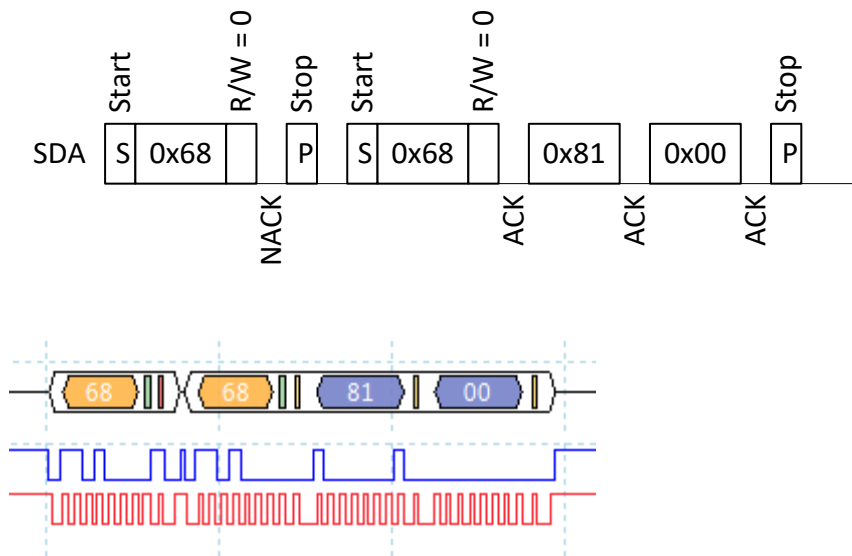 Start R/W = 0 Stop Start R/W = 0 Stop
SDA S 0x68 P S 0x68 0x81 0x00 P
NACK ACK ACK ACK
68 68 81 00